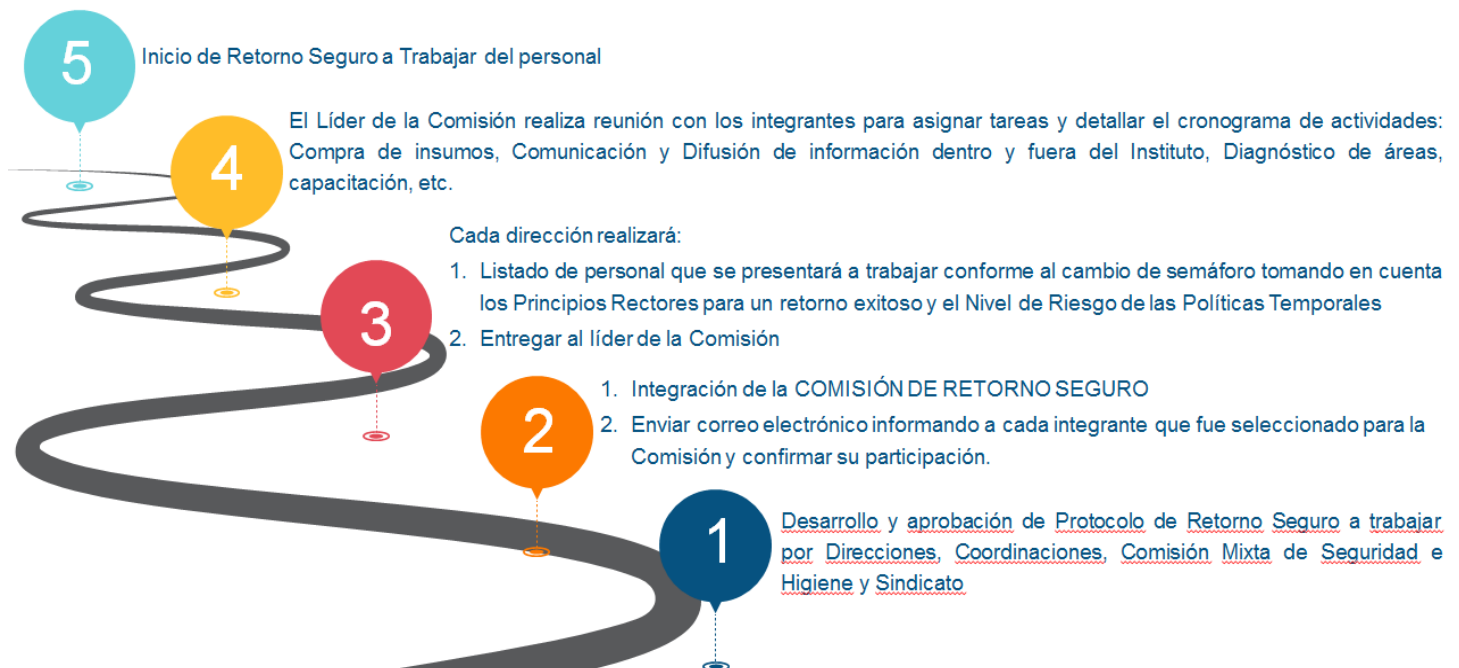 5
Inicio de Retorno Seguro a Trabajar del personal
4
El Líder de la Comisión realiza reunión con los integrantes para asignar tareas y detallar el cronograma de actividades:
Compra de insumos, Comunicación y Difusión de información dentro y fuera del Instituto, Diagnóstico de áreas,
capacitación, etc.
3
Cada dirección realizará:
1. Listado de personal que se presentará a trabajar conforme al cambio de semáforo tomando en cuenta
los Principios Rectores para un retorno exitoso y el Nivel de Riesgo de las Políticas Temporales
2. Entregar al líder de la Comisión
2
1. Integración de la COMISIÓN DE RETORNO SEGURO
2. Enviar correo electrónico informando a cada integrante que fue seleccionado para la
Comisión y confirmar su participación.
1
Desarrollo y aprobación de Protocolo de Retorno Seguro a trabajar
por Direcciones, Coordinaciones, Comisión Mixta de Seguridad e
Higiene y Sindicato